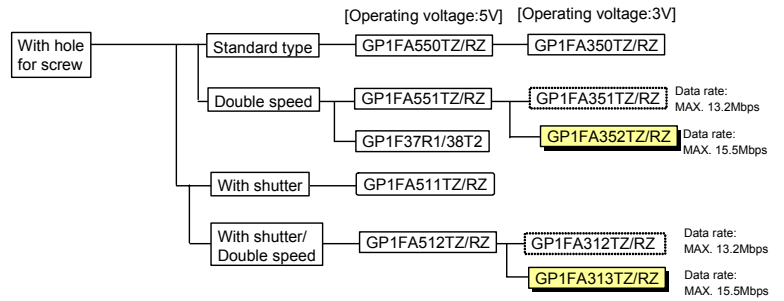 [Operating voltage:5V] [Operating voltage:3V]
With hole
for screw
Standard type
GP1FA550TZ/RZ
GP1FA350TZ/RZ
Double speed
GP1FA551TZ/RZ
GP1FA351TZ/RZ
Data rate:
MAX. 13.2Mbps
GP1F37R1/38T2
GP1FA352TZ/RZ
Data rate:
MAX. 15.5Mbps
With shutter
GP1FA511TZ/RZ
With shutter/
Double speed
GP1FA512TZ/RZ
GP1FA312TZ/RZ
Data rate:
MAX. 13.2Mbps
GP1FA313TZ/RZ
Data rate:
MAX. 15.5Mbps